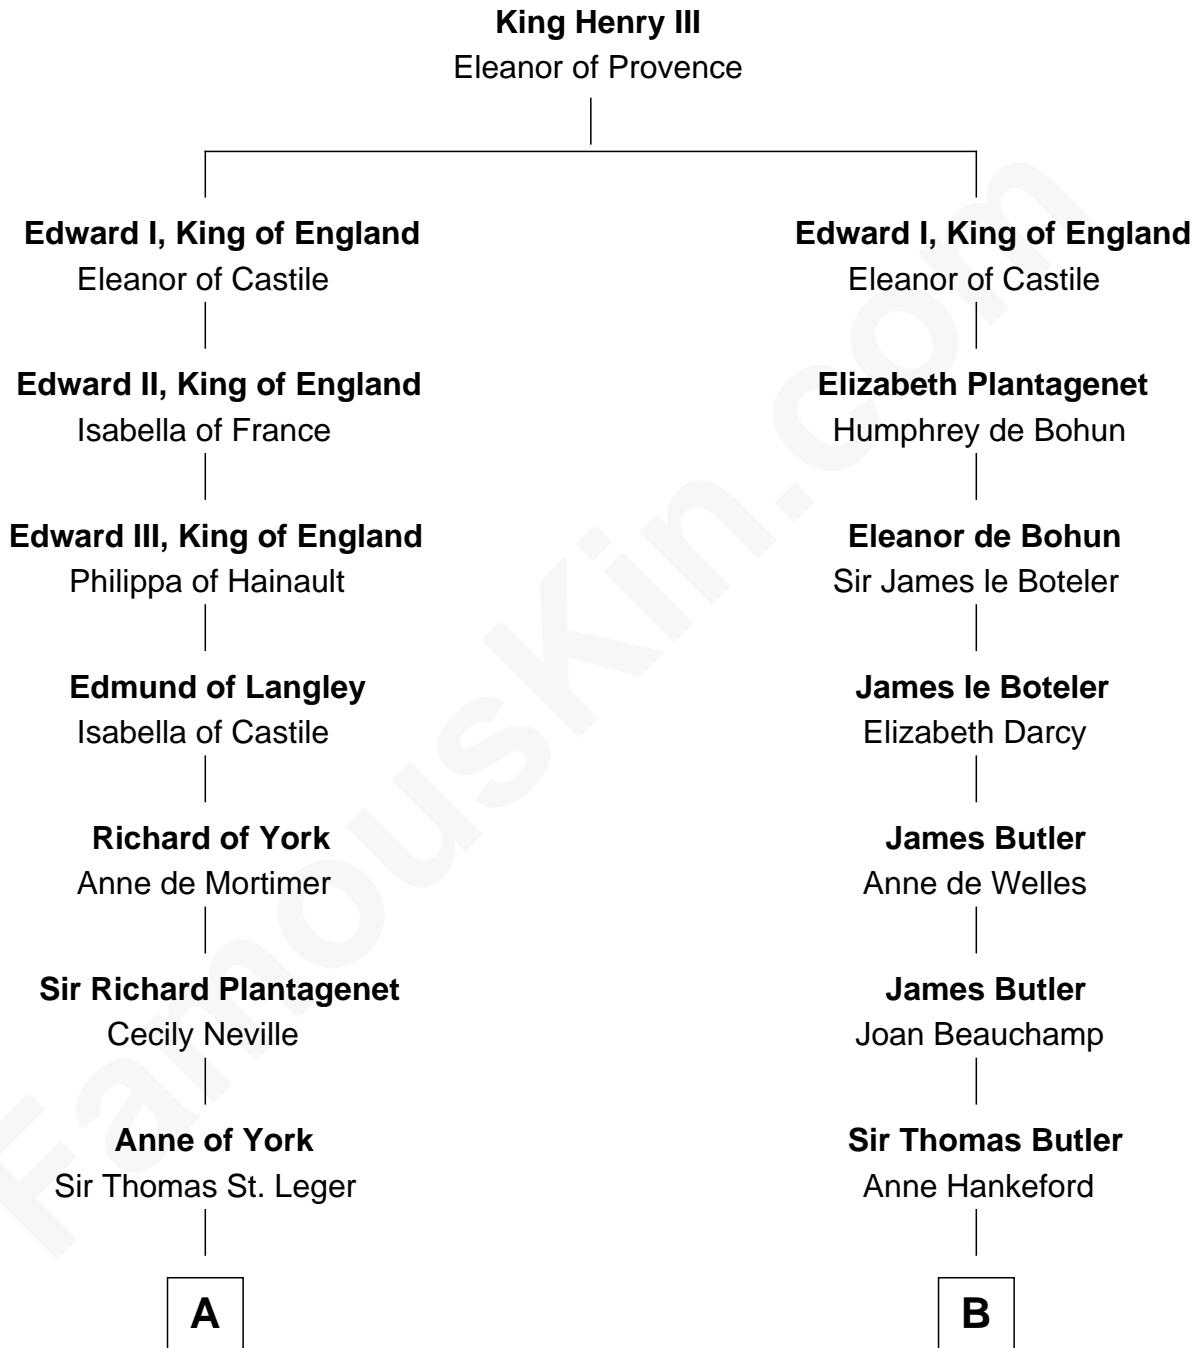 King Henry III
Eleanor of Provence
Edward I, King of England
Eleanor of Castile
Edward II, King of England
Isabella of France
Edward III, King of England
Philippa of Hainault
Edmund of Langley
Isabella of Castile
Richard of York
Anne de Mortimer
Sir Richard Plantagenet
Cecily Neville
Anne of York
Sir Thomas St. Leger
A
Edward I, King of England
Eleanor of Castile
Elizabeth Plantagenet
Humphrey de Bohun
Eleanor de Bohun
Sir James le Boteler
James le Boteler
Elizabeth Darcy
James Butler
Anne de Welles
James Butler
Joan Beauchamp
Sir Thomas Butler
Anne Hankeford
B
FamousKin.com